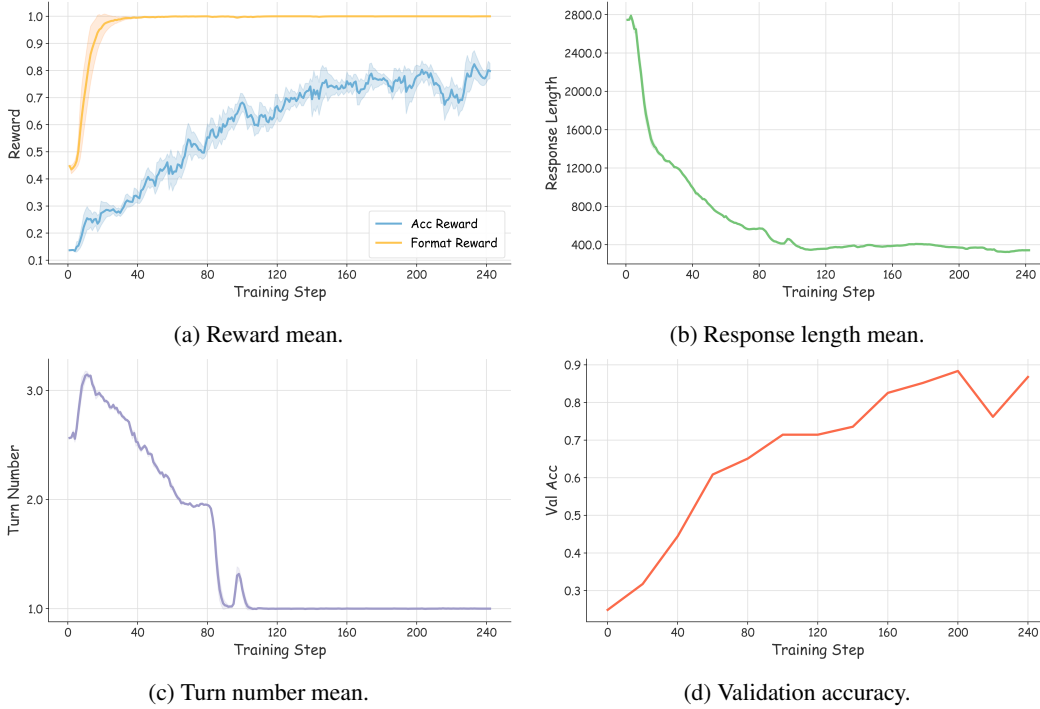 1.0
0.9
0.8
0.7
0.6
0.5
0.4
0.3
0.2
0.1
Reward
Acc Reward
Format Reward
0 40 80 120 160 200 240
Training Step
(a) Reward mean.
2800.0
2400.0
2000.0
1600.0
1200.0
800.0
400.0
Response Length
0 40 80 120 160 200 240
Training Step
(b) Response length mean.
3.0
2.0
1.0
Turn Number
0 40 80 120 160 200 240
Training Step
(c) Turn number mean.
0.9
0.8
0.7
0.6
0.5
0.4
0.3
Val Acc
0 40 80 120 160 200 240
Training Step
(d) Validation accuracy.